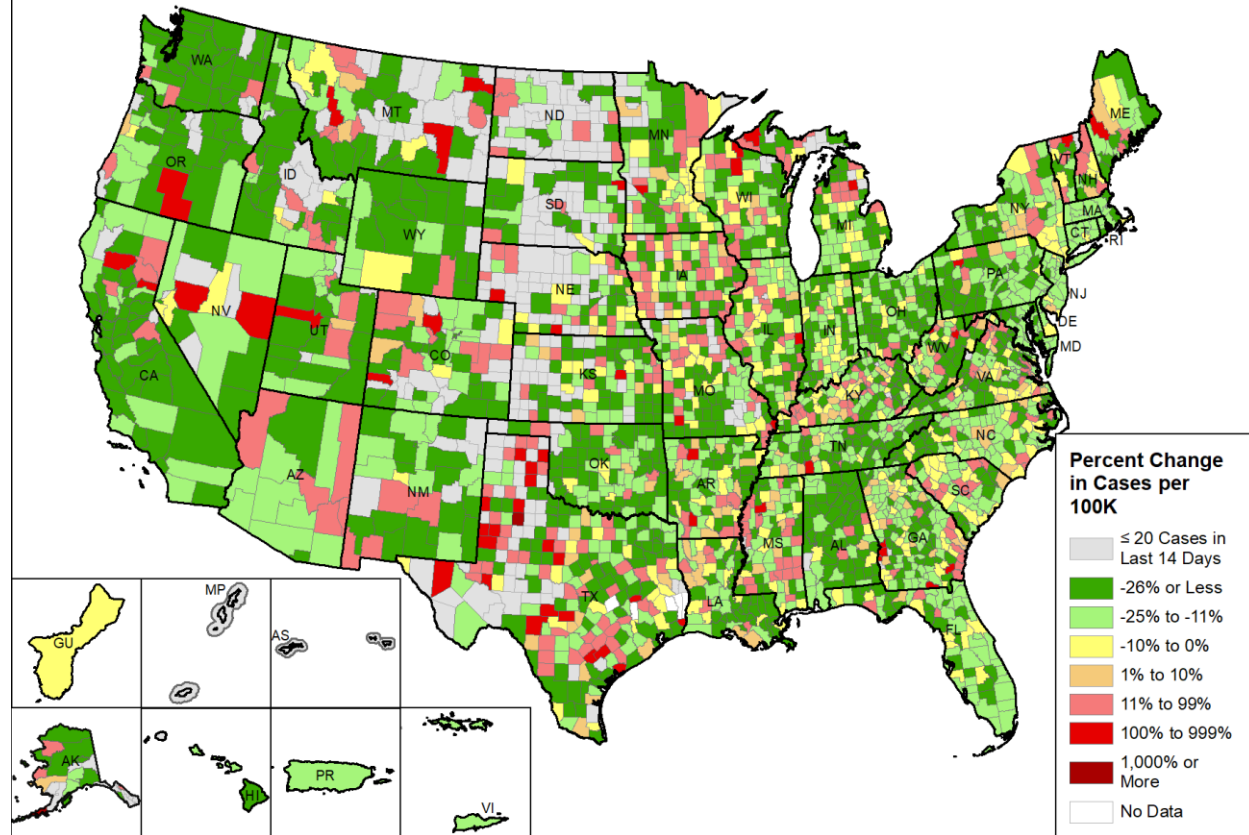 WA
MT
ND
MN
ME
OR
ID
SD
WI
VT
NH
NY
MA
CT
RI
WY
MI
IA
NE
PA
NJ
NV
UT
CO
IL
IN
OH
DE
WV
MD
CA
KS
MO
KY
VA
AZ
NM
OK
AR
TN
NC
SC
MS
AL
GA
TX
LA
FL
GU
MP
AS
AK
HI
PR
VI
Percent Change
in Cases per
100K
≤ 20 Cases in
Last 14 Days
-26% or Less
-25% to -11%
-10% to 0%
1% to 10%
11% to 99%
100% to 999%
1,000% or
More
No Data